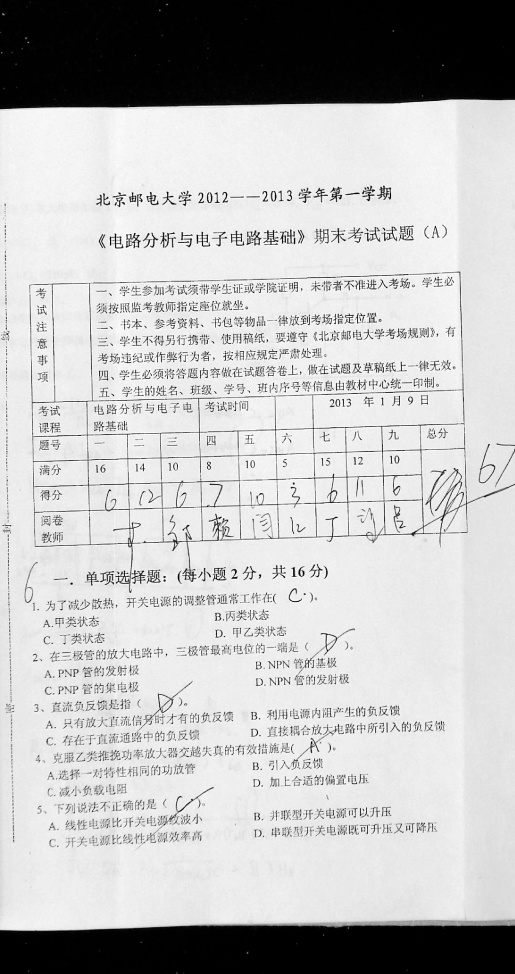 北京邮电大学 2012——2013 学年第一学期
《电路分析与电子电路基础》期末考试试题（A）
考试注意事项
一、学生参加考试须带学生证或学院证明，未带者不准进入考场。学生必
须按照监考教师指定座位就坐。
二、书本、参考资料、书包等物品一律放到考场指定位置。
三、学生不得另行携带、使用稿纸，要遵守《北京邮电大学考场规则》，有
考场违纪或作弊行为者，按相应规定严肃处理。
四、学生必须将答题内容做在试题答卷上，做在试题及草稿纸上一律无效。
五、学生的姓名、班级、学号、班内序号等信息由教材中心统一印制。
考试课程 电路分析与电子电路基础 考试时间 2013 年 1 月 9 日
题号 一 二 三 四 五 六 七 八 九 总分
满分 16 14 10 8 10 5 15 12 10
得分 6 12 6 7 10 3 6 11 6 67
阅卷教师 赖 闫 丁 吕
6
一．单项选择题：(每小题 2 分，共 16 分)
1. 为了减少散热，开关电源的调整管通常工作在( C )。
A.甲类状态 B.丙类状态
C. 丁类状态 D. 甲乙类状态
2、在三极管的放大电路中，三极管最高电位的一端是（ D ）。
A. PNP 管的发射极 B. NPN 管的基极
C. PNP 管的集电极 D. NPN 管的发射极
3、直流负反馈是指（ D ）。
A. 只有放大直流信号时才有的负反馈 B. 利用电源内阻产生的负反馈
C. 存在于直流通路中的负反馈 D. 直接耦合放大电路中所引入的负反馈
4、克服乙类推挽功率放大器交越失真的有效措施是( A )。
A.选择一对特性相同的功放管 B. 引入负反馈
C. 减小负载电阻 D. 加上合适的偏置电压
5、下列说法不正确的是（ C ）。
A. 线性电源比开关电源纹波小 B. 并联型开关电源可以升压
C. 开关电源比线性电源效率高 D. 串联型开关电源既可升压又可降压